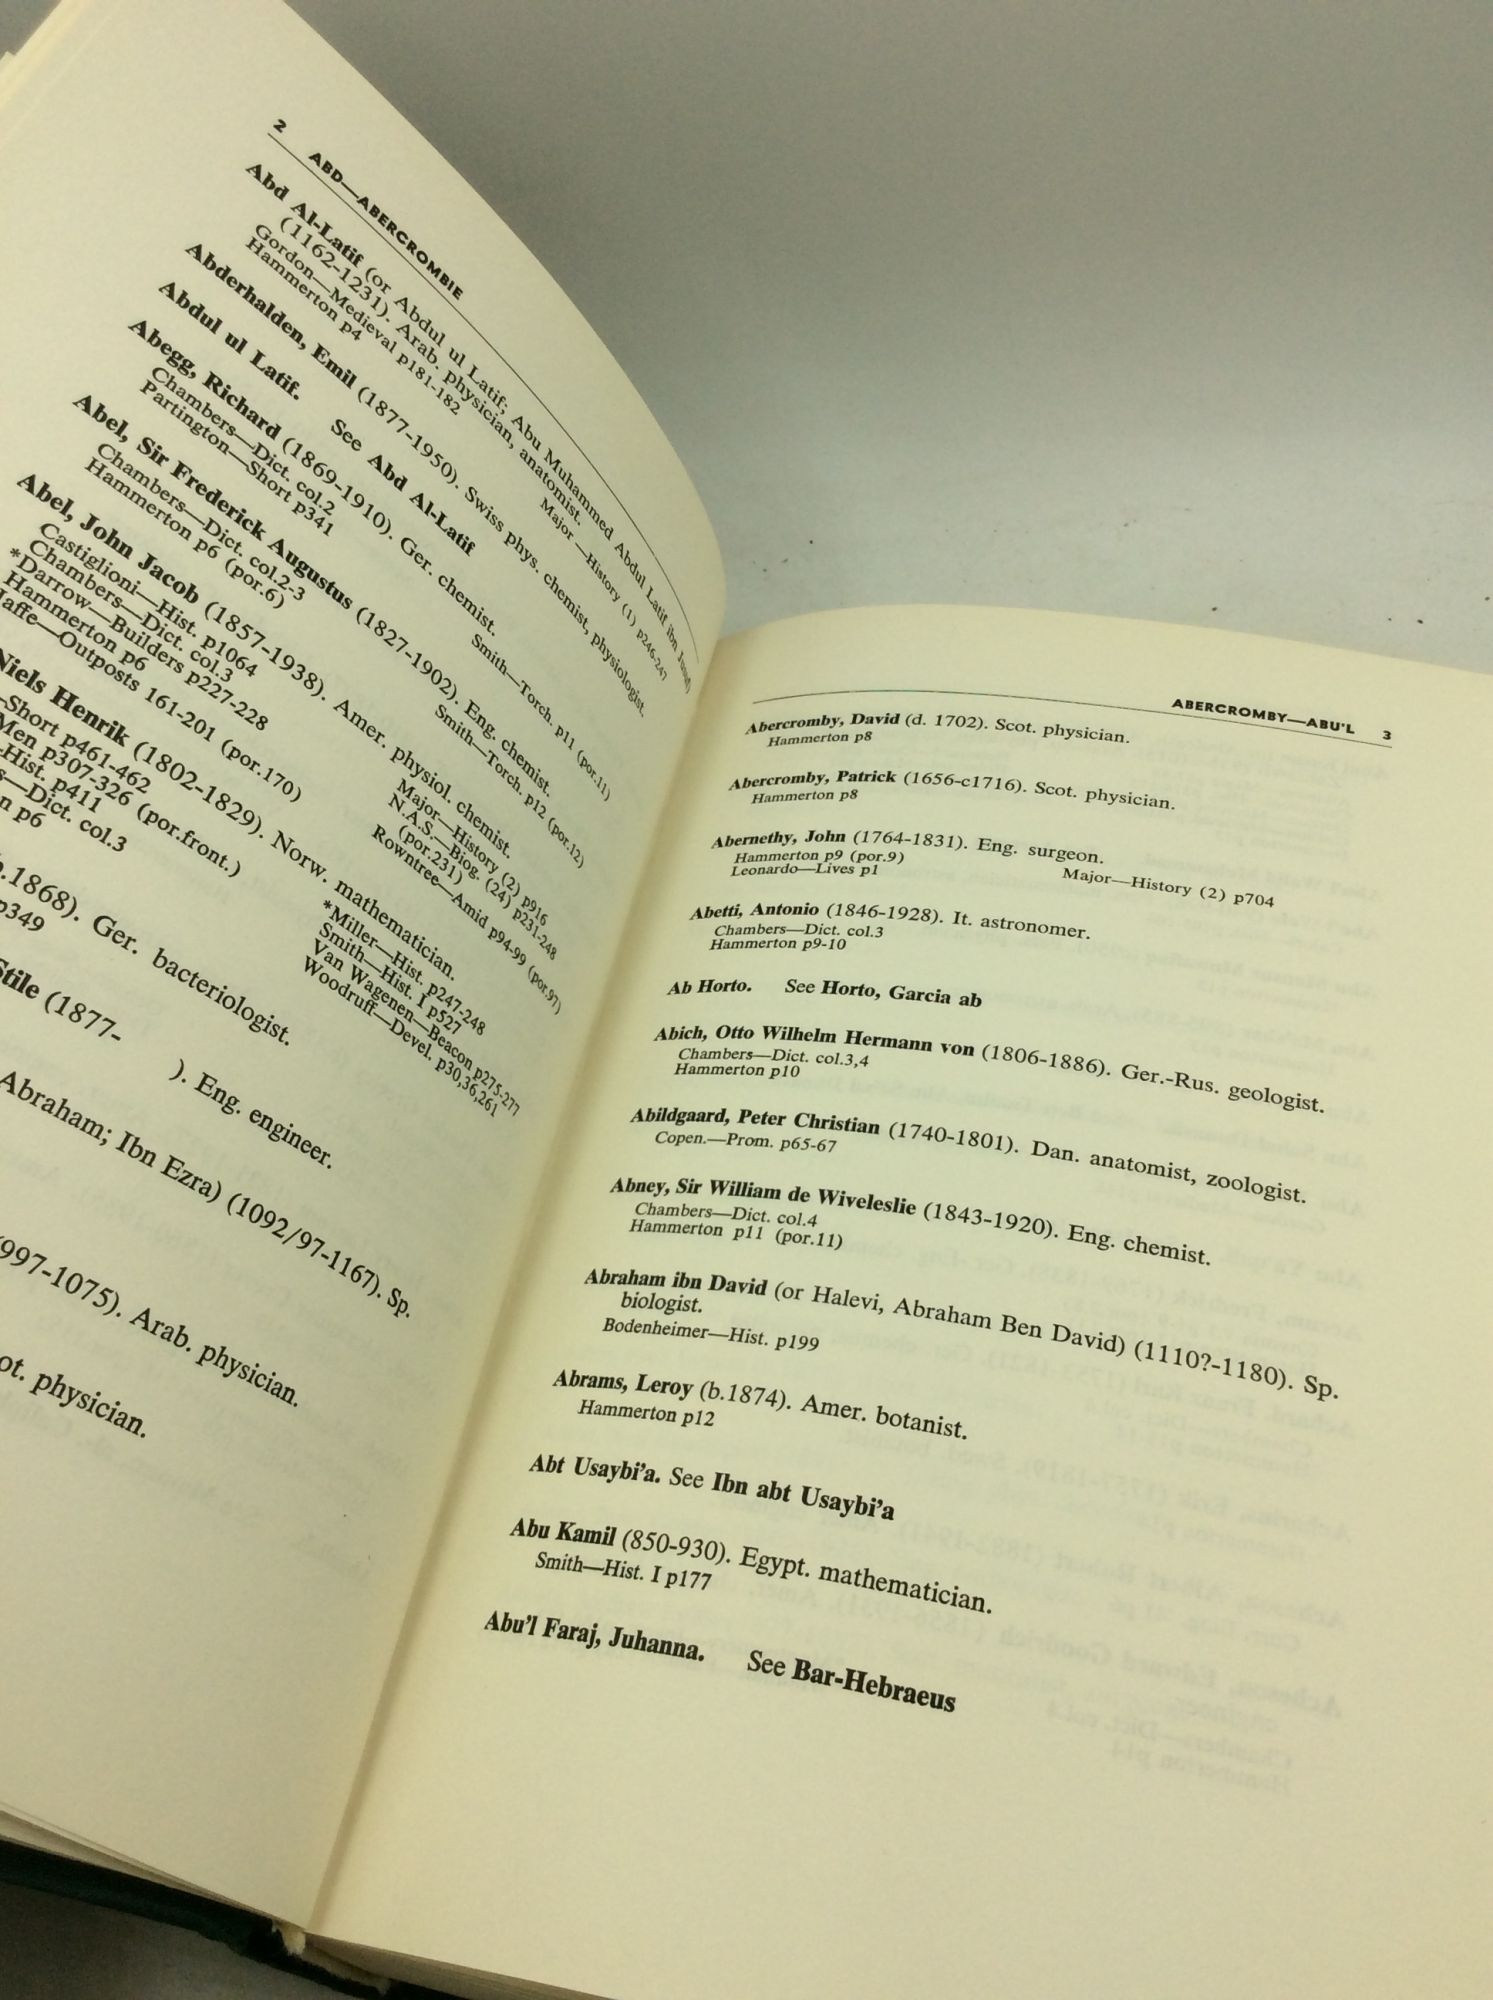 2 ABD—ABERCROMBIE
Abd Al-Latif (or Abdul ul Latif; Abu Muhammed Abdul Latif ibn Jusuf)
(1162-1231). Arab. physician, anatomist.
Gordon—Medieval p181-182
Hammerton p4
Major —History (1) p246-247
Abderhalden, Emil (1877-1950). Swiss phys. chemist, physiologist.
Abdul ul Latif. See Abd Al-Latif
Abegg, Richard (1869-1910). Ger. chemist.
Chambers—Dict. col.2
Partington—Short p341
Smith—Torch. p11 (por.11)
Abel, Sir Frederick Augustus (1827-1902). Eng. chemist.
Chambers—Dict. col.2-3
Hammerton p6 (por.6)
Smith—Torch. p12 (por.12)
Abel, John Jacob (1857-1938). Amer. physiol. chemist.
Castiglioni—Hist. p1064
Chambers—Dict. col.3
*Darrow—Builders p227-228
Hammerton p6
Jaffe—Outposts 161-201 (por.170)
Major—History (2) p916
N.A.S.—Biog. (24) p231-248
(por.231)
Rowntree—Amid p94-99 (por.97)
Niels Henrik (1802-1829). Norw. mathematician.
—Short p461-462
Men p307-326 (por.front.)
—Hist. p411
—Dict. col.3
p6
*Miller—Hist. p247-248
Smith—Hist. I p527
Van Wagenen—Beacon p275-277
Woodruff—Devel. p30,36,261
b.1868). Ger. bacteriologist.
p349
Stile (1877- ). Eng. engineer.
Abraham; Ibn Ezra) (1092/97-1167). Sp.
(997-1075). Arab. physician.
physician.
ABERCROMBY—ABU'L 3
Abercromby, David (d. 1702). Scot. physician.
Hammerton p8
Abercromby, Patrick (1656-c1716). Scot. physician.
Hammerton p8
Abernethy, John (1764-1831). Eng. surgeon.
Hammerton p9 (por.9)
Leonardo—Lives p1
Major—History (2) p704
Abetti, Antonio (1846-1928). It. astronomer.
Chambers—Dict. col.3
Hammerton p9-10
Ab Horto. See Horto, Garcia ab
Abich, Otto Wilhelm Hermann von (1806-1886). Ger.-Rus. geologist.
Chambers—Dict. col.3,4
Hammerton p10
Abildgaard, Peter Christian (1740-1801). Dan. anatomist, zoologist.
Copen.—Prom. p65-67
Abney, Sir William de Wiveleslie (1843-1920). Eng. chemist.
Chambers—Dict. col.4
Hammerton p11 (por.11)
Abraham ibn David (or Halevi, Abraham Ben David) (1110?-1180). Sp.
biologist.
Bodenheimer—Hist. p199
Abrams, Leroy (b.1874). Amer. botanist.
Hammerton p12
Abt Usaybi'a. See Ibn abt Usaybi'a
Abu Kamil (850-930). Egypt. mathematician.
Smith—Hist. I p177
Abu'l Faraj, Juhanna. See Bar-Hebraeus